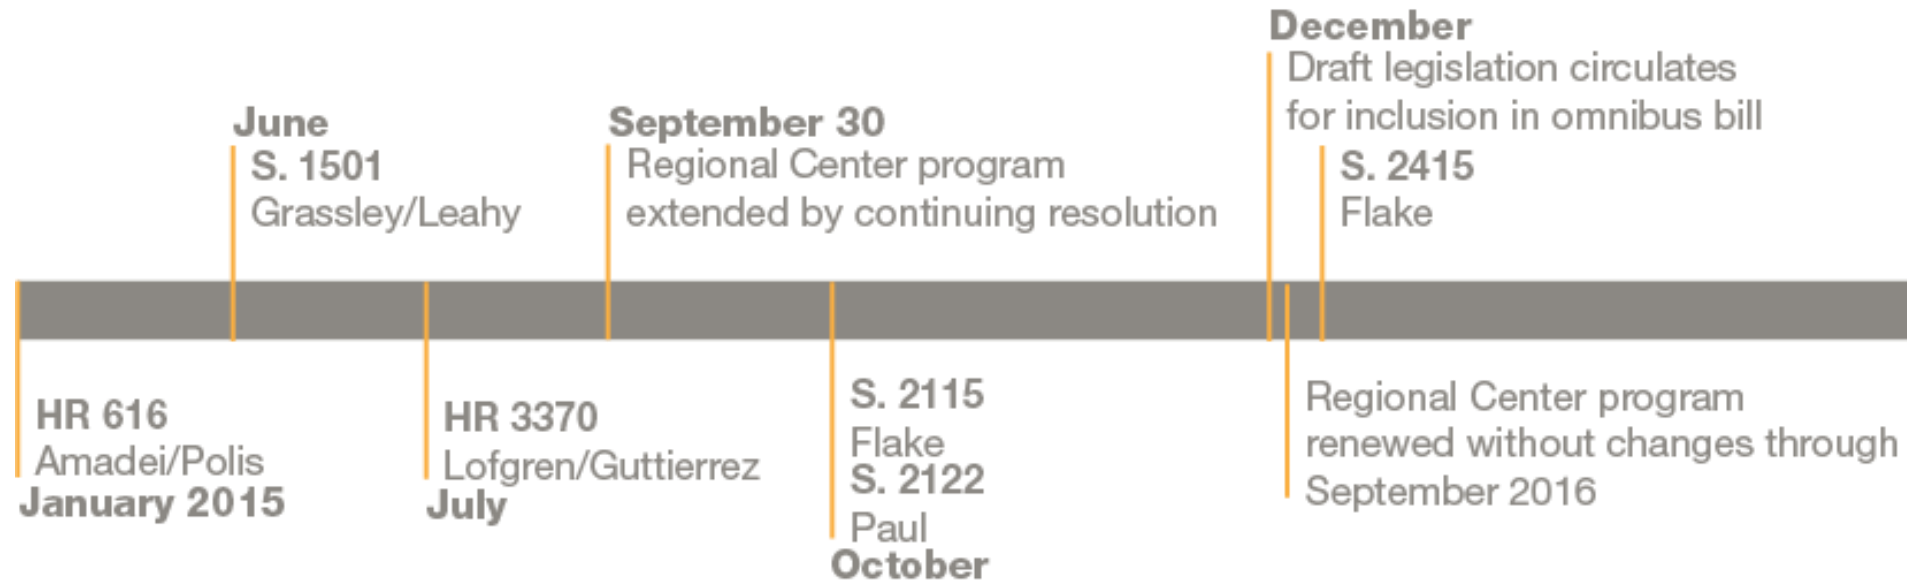 December
Draft legislation circulates
for inclusion in omnibus bill
June
S. 1501
Grassley/Leahy
September 30
Regional Center program
extended by continuing resolution
S. 2415
Flake
HR 616
Amadei/Polis
January 2015
HR 3370
Lofgren/Guttierrez
July
S. 2115
Flake
S. 2122
Paul
October
Regional Center program
renewed without changes through
September 2016